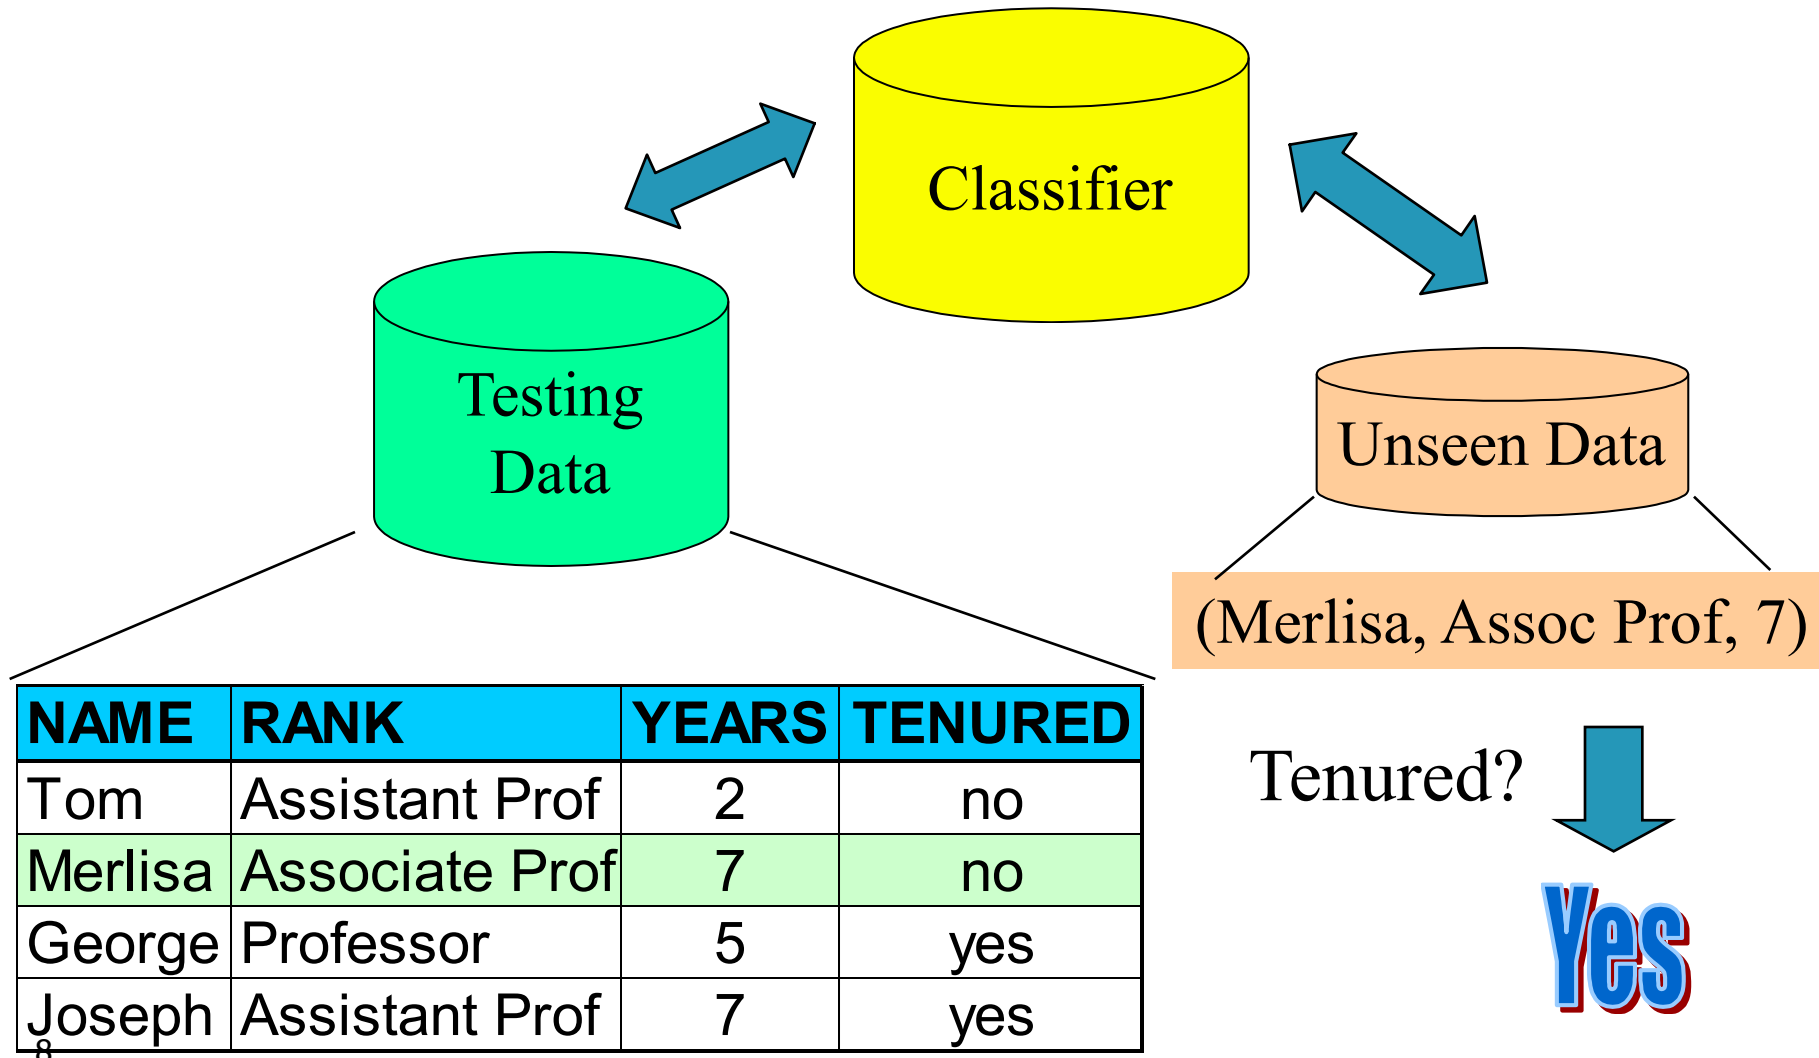 Classifier
Testing
Data
Unseen Data
(Merlisa, Assoc Prof, 7)
NAME RANK YEARS TENURED
Tom Assistant Prof 2 no
Merlisa Associate Prof 7 no
George Professor 5 yes
Joseph Assistant Prof 7 yes
Tenured?
Yes
8